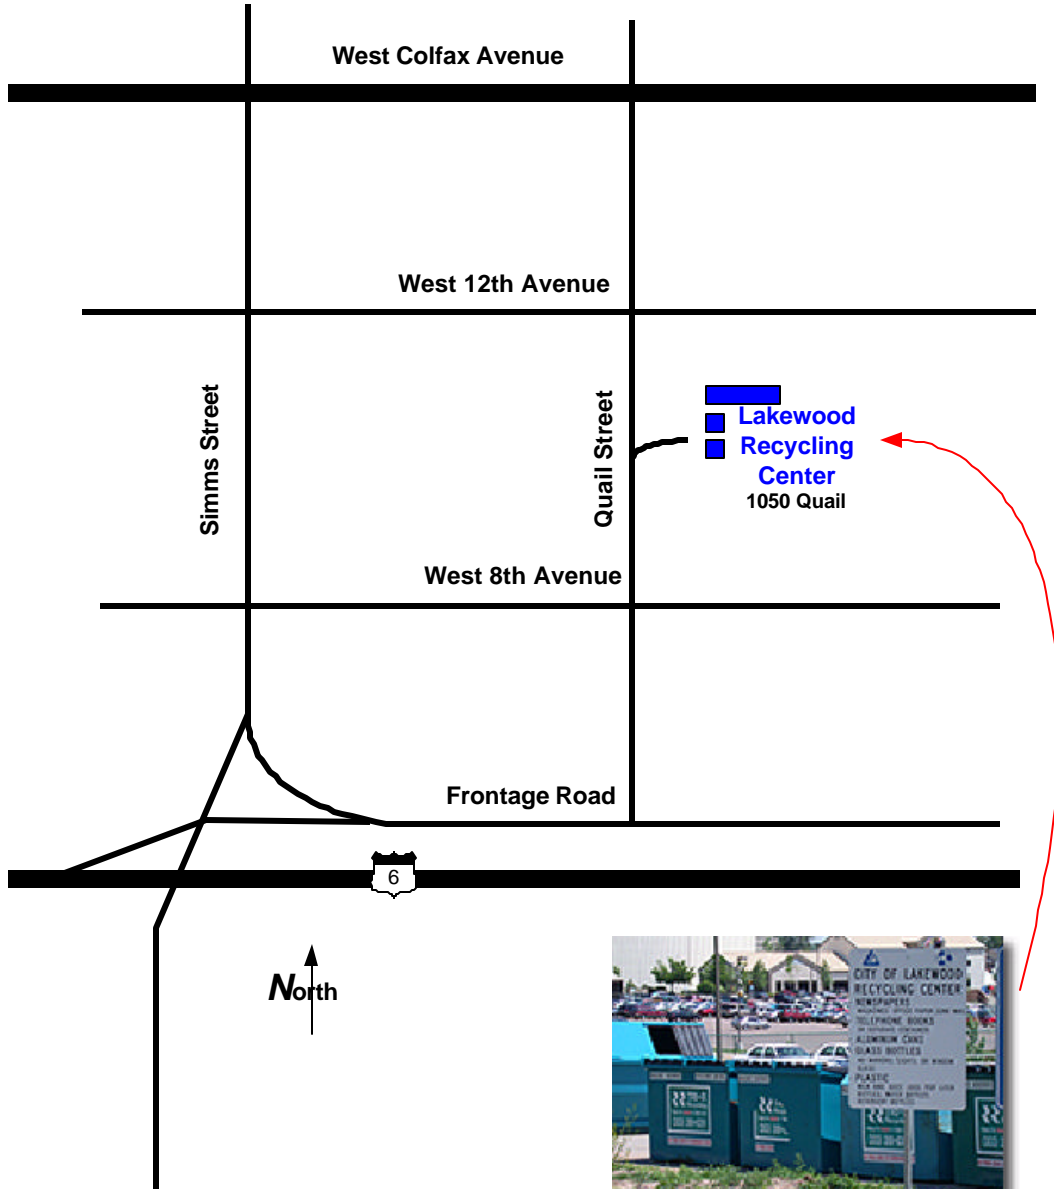 West Colfax Avenue
West 12th Avenue
Simms Street
Quail Street
Lakewood
Recycling
Center
1050 Quail
West 8th Avenue
Frontage Road
6
North
CITY OF LAKEWOOD
RECYCLING CENTER
NEWSPAPERS
TELEPHONE BOOKS
ALUMINUM CANS
GLASS BOTTLES
PLASTIC